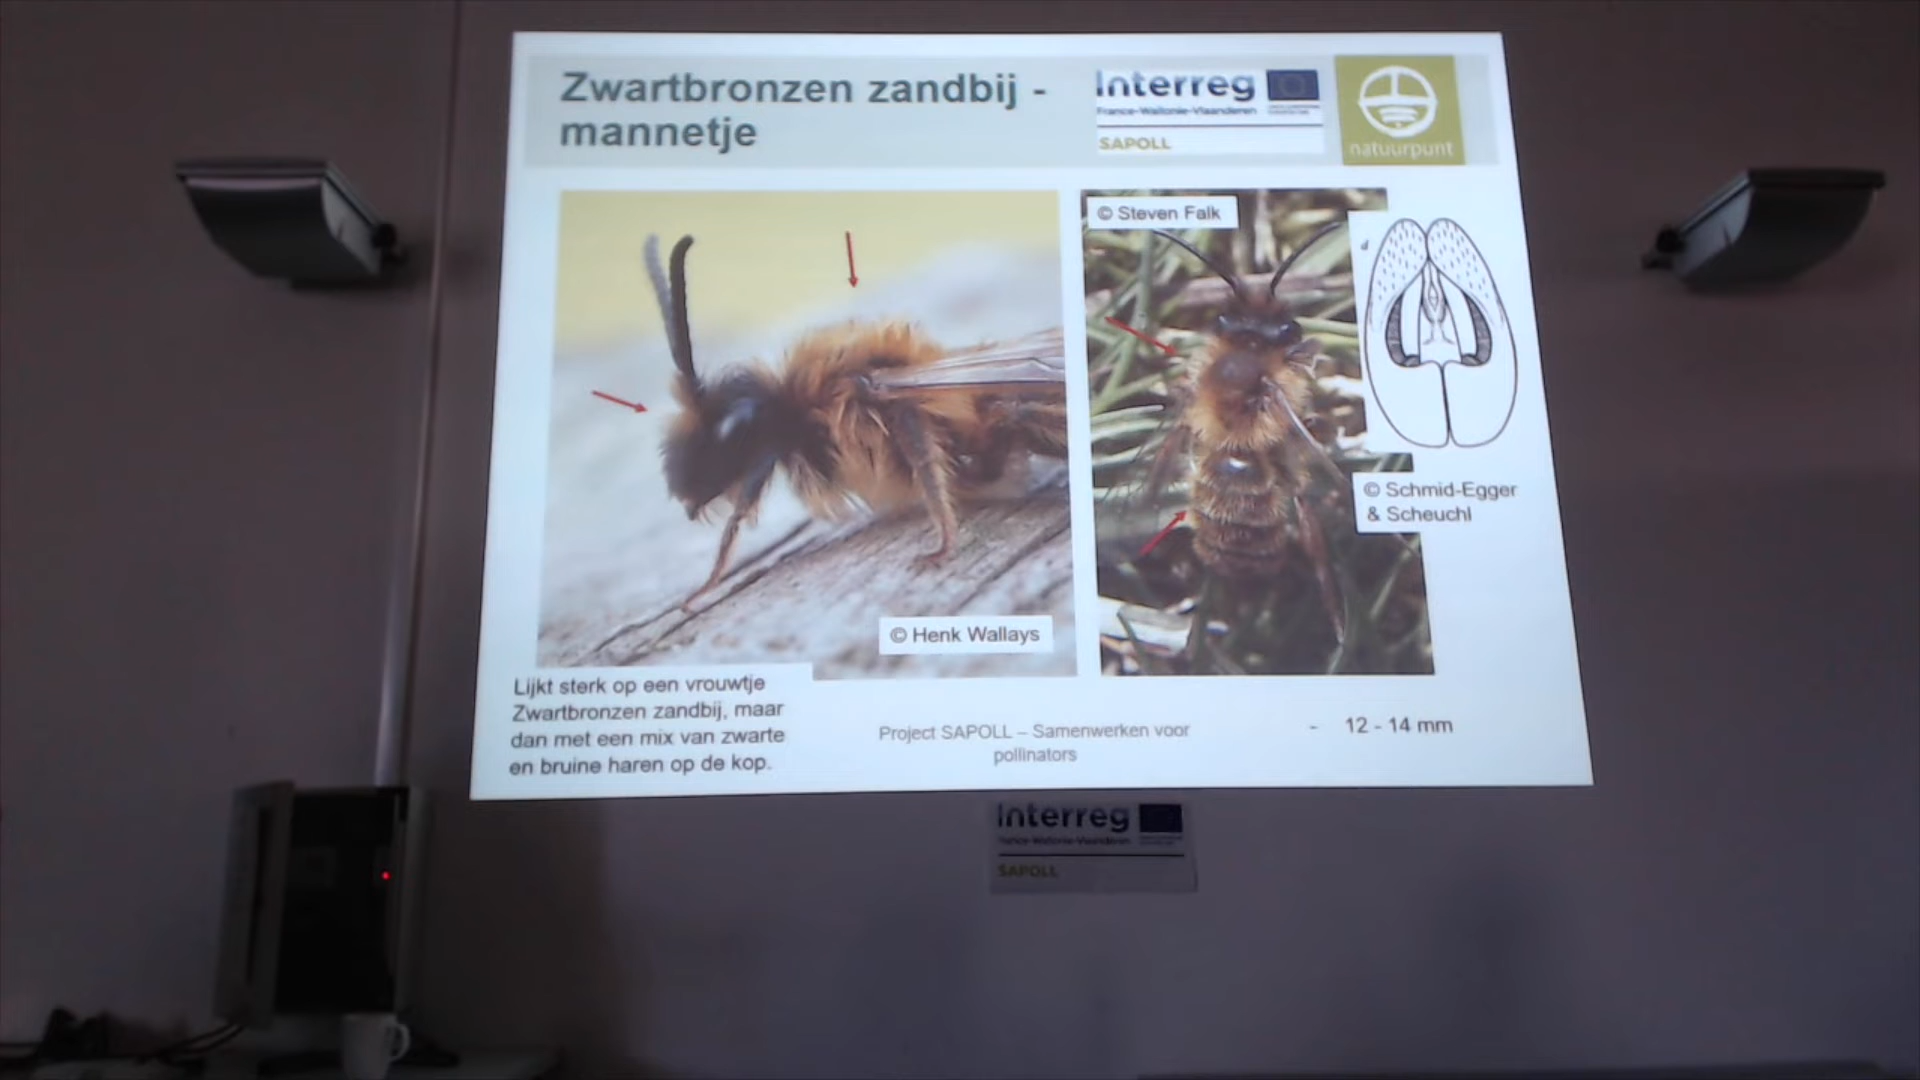 Zwartbronzen zandbij -
mannetje
Interreg
France-Wallonie-Vlaanderen
SAPOLL
natuurpunt
© Steven Falk
© Schmid-Egger
& Scheuchl
© Henk Wallays
Lijkt sterk op een vrouwtje
Zwartbronzen zandbij, maar
dan met een mix van zwarte
en bruine haren op de kop.
Project SAPOLL – Samenwerken voor
pollinators
- 12 - 14 mm
Interreg
France-Wallonie-Vlaanderen
SAPOLL